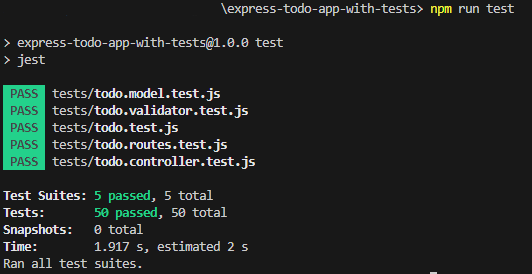 \express-todo-app-with-tests> npm run test
> express-todo-app-with-tests@1.0.0 test
> jest
PASS tests/todo.model.test.js
PASS tests/todo.validator.test.js
PASS tests/todo.test.js
PASS tests/todo.routes.test.js
PASS tests/todo.controller.test.js
Test Suites: 5 passed, 5 total
Tests: 50 passed, 50 total
Snapshots: 0 total
Time: 1.917 s, estimated 2 s
Ran all test suites.